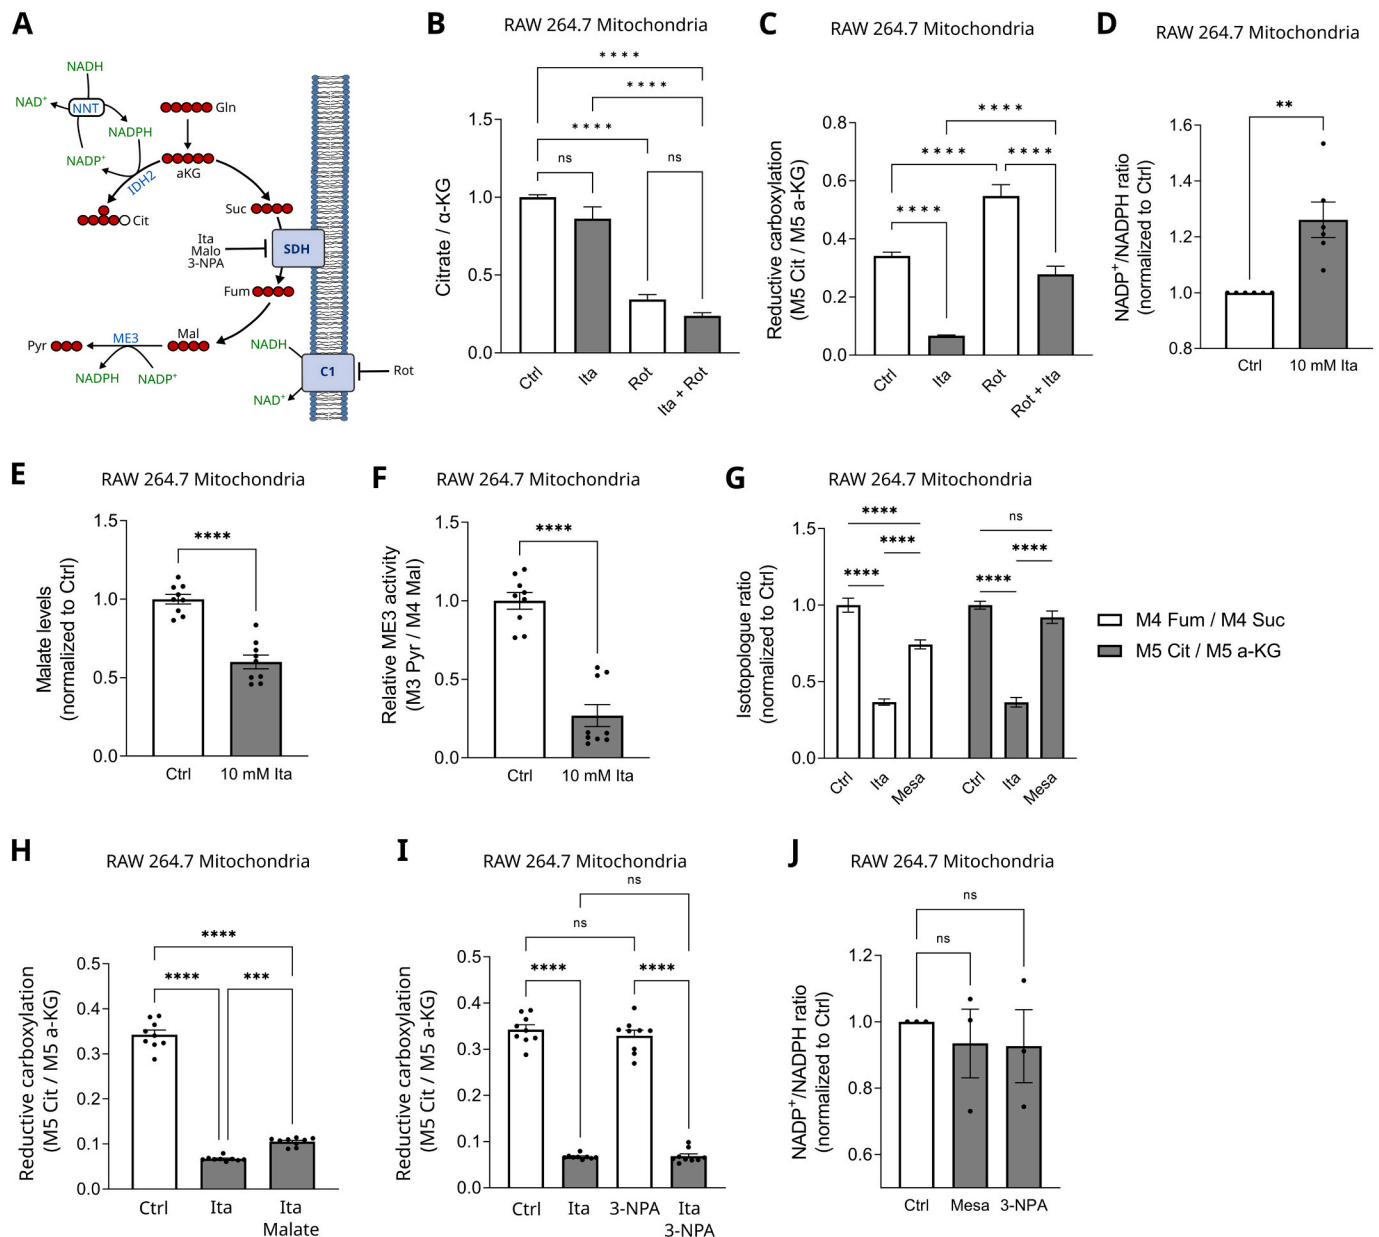 A
NADH
NAD+
NNT
NADPH
NADP+
IDH2
Gln
aKG
Cit
Suc
Ita
Malo
3-NPA
SDH
Fum
Mal
ME3
Pyr
NADPH
NADP+
NADH
C1
Rot
NAD+
B
RAW 264.7 Mitochondria
Citrate / α-KG
1.5
1.0
0.5
0.0
****
****
****
ns
ns
Ctrl
Ita
Rot
Ita + Rot
C
RAW 264.7 Mitochondria
Reductive carboxylation
(M5 Cit / M5 a-KG)
0.8
0.6
0.4
0.2
0.0
****
****
****
****
Ctrl
Ita
Rot
Rot + Ita
D
RAW 264.7 Mitochondria
NADP+/NADPH ratio
(normalized to Ctrl)
1.6
1.4
1.2
1.0
0.8
**
Ctrl
10 mM Ita
E
RAW 264.7 Mitochondria
Malate levels
(normalized to Ctrl)
1.5
1.0
0.5
0.0
****
Ctrl
10 mM Ita
F
RAW 264.7 Mitochondria
Relative ME3 activity
(M3 Pyr / M4 Mal)
1.5
1.0
0.5
0.0
****
Ctrl
10 mM Ita
G
RAW 264.7 Mitochondria
Isotopologue ratio
(normalized to Ctrl)
1.5
1.0
0.5
0.0
****
****
****
ns
****
****
Ctrl
Ita
Mesa
Ctrl
Ita
Mesa
M4 Fum / M4 Suc
M5 Cit / M5 a-KG
H
RAW 264.7 Mitochondria
Reductive carboxylation
(M5 Cit / M5 a-KG)
0.5
0.4
0.3
0.2
0.1
0.0
****
****
***
Ctrl
Ita
Ita
Malate
I
RAW 264.7 Mitochondria
Reductive carboxylation
(M5 Cit / M5 a-KG)
0.5
0.4
0.3
0.2
0.1
0.0
ns
ns
****
****
Ctrl
Ita
3-NPA
Ita
3-NPA
J
RAW 264.7 Mitochondria
NADP+/NADPH ratio
(normalized to Ctrl)
1.2
1.0
0.8
0.6
ns
ns
Ctrl
Mesa
3-NPA